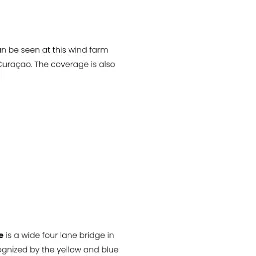 n be seen at this wind farm
Curaçao. The coverage is also
e is a wide four lane bridge in
gnized by the yellow and blue